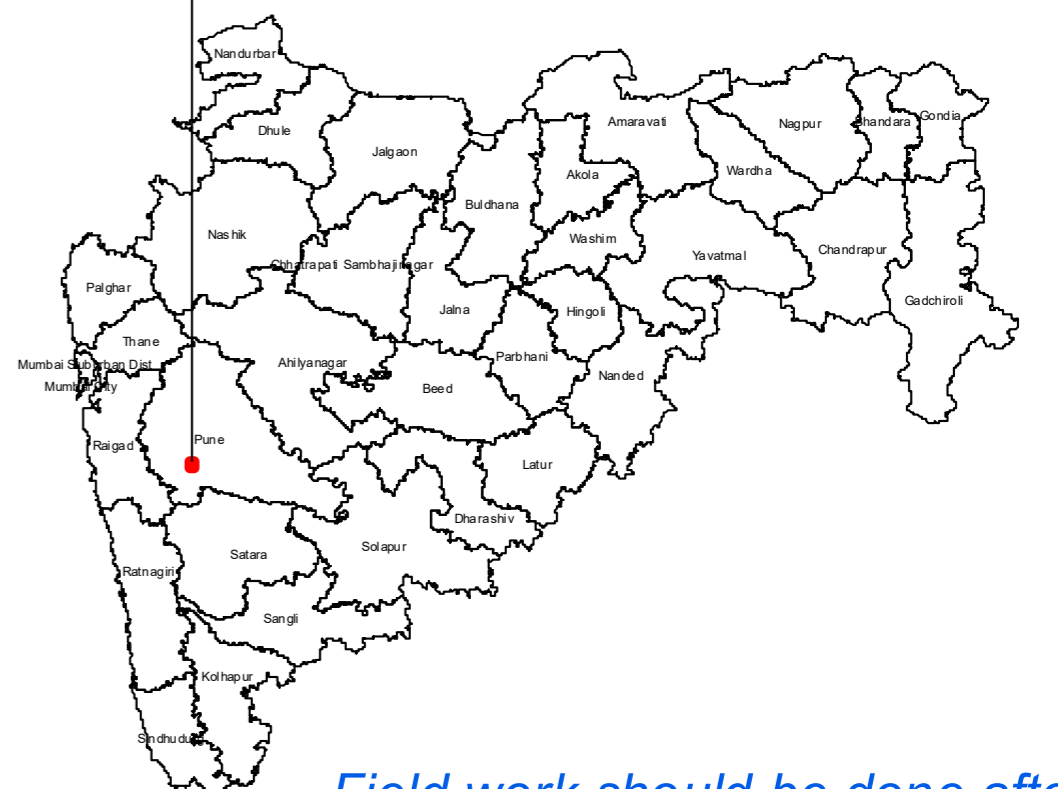 Nandurbar
Dhule
Jalgaon
Amaravati
Nagpur
Bhandara
Gondia
Akola
Wardha
Buldhana
Nashik
Washim
Yavatmal
Chandrapur
Chhatrapati Sambhajinagar
Palghar
Gadchiroli
Jalna
Hingoli
Thane
Parbhani
Mumbai Suburban Dist
Ahilyanagar
Nanded
Mumbai City
Beed
Raigad
Pune
Latur
Dharashiv
Solapur
Satara
Ratnagiri
Sangli
Kolhapur
Sindhudurg
Field work should be done afte